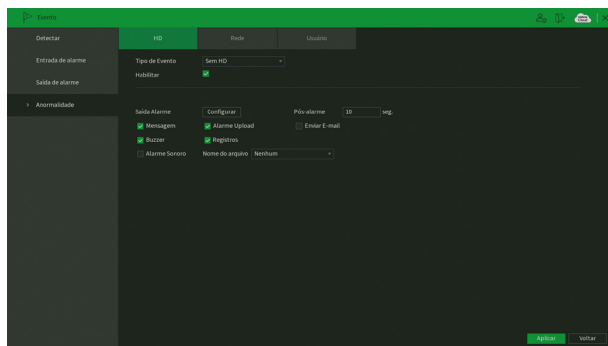 Evento
Detectar
HD
Rede
Usuário
Entrada de alarme
Tipo de Evento
Sem HD
Habilitar
Saída de alarme
Anormalidade
Saída Alarme
Configurar
Pós-alarme
10
seg.
Mensagem
Alarme Upload
Enviar E-mail
Buzzer
Registros
Alarme Sonoro
Nome do arquivo
Nenhum
Aplicar
Voltar